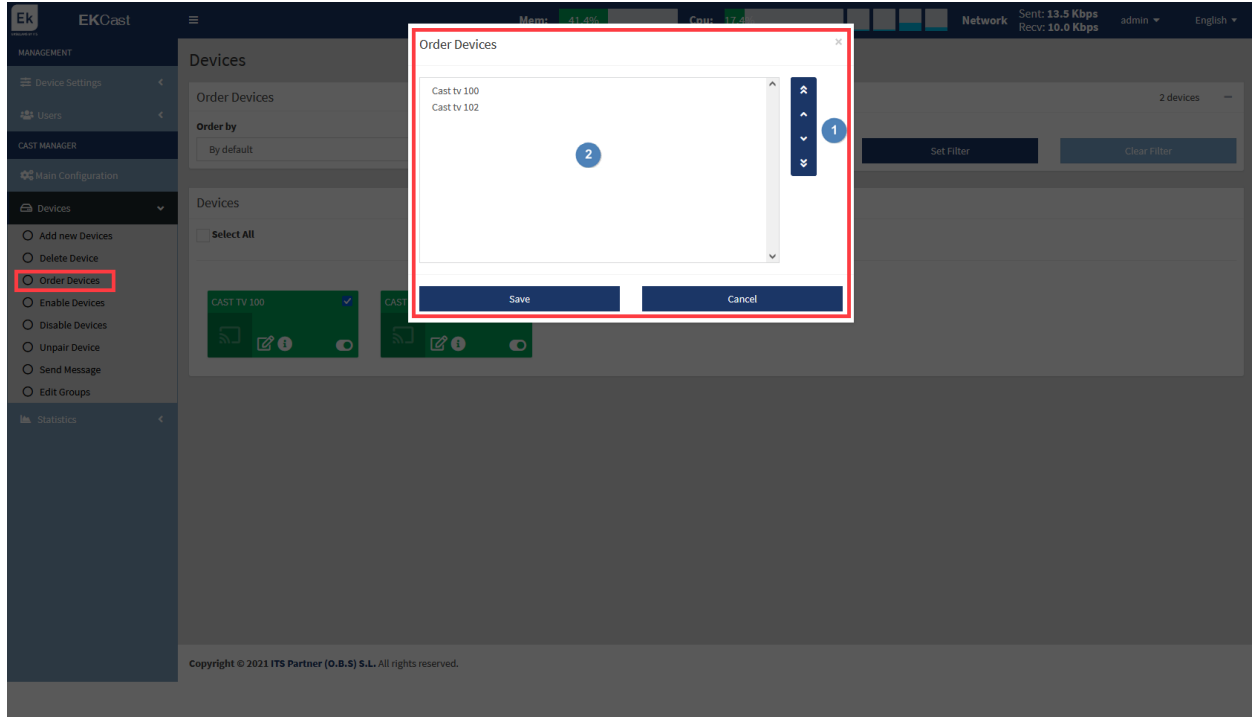 Ek
EKCast
Mem:
41.4%
Cpu:
17.4
Network
Sent: 13.5 Kbps
Recv: 10.0 Kbps
admin
English
MANAGEMENT
Device Settings
Users
CAST MANAGER
Main Configuration
Devices
Add new Devices
Delete Device
Order Devices
Enable Devices
Disable Devices
Unpair Device
Send Message
Edit Groups
Statistics
Devices
Order Devices
2 devices
Order by
By default
Set Filter
Clear Filter
Devices
Select All
CAST TV 100
CAST
Order Devices
×
Cast tv 100
Cast tv 102
1
2
Save
Cancel
Copyright © 2021 ITS Partner (O.B.S) S.L. All rights reserved.